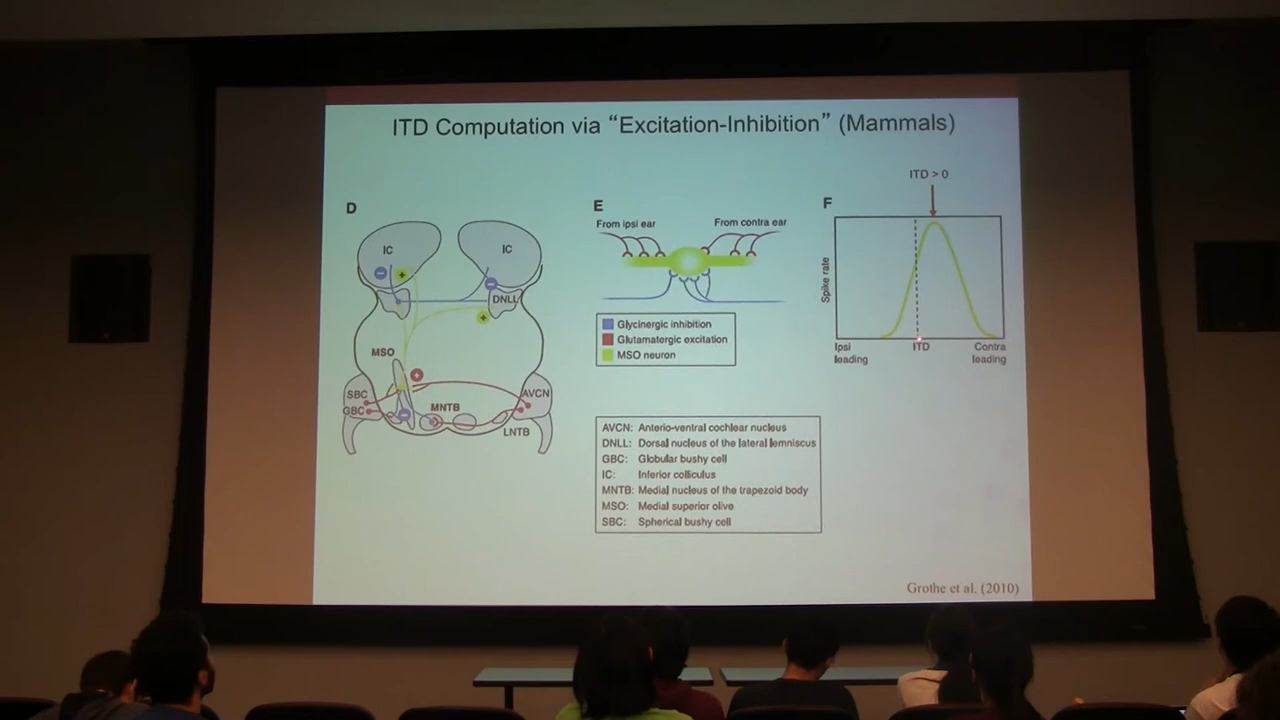 ITD Computation via “Excitation-Inhibition” (Mammals)
D
IC
IC
DNLL
MSO
SBC
GBC
MNTB
AVCN
LNTB
E
From ipsi ear
From contra ear
Glycinergic inhibition
Glutamatergic excitation
MSO neuron
AVCN: Anterio-ventral cochlear nucleus
DNLL: Dorsal nucleus of the lateral lemniscus
GBC: Globular bushy cell
IC: Inferior colliculus
MNTB: Medial nucleus of the trapezoid body
MSO: Medial superior olive
SBC: Spherical bushy cell
F
ITD > 0
Spike rate
Ipsi leading
ITD
Contra leading
Grothe et al. (2010)